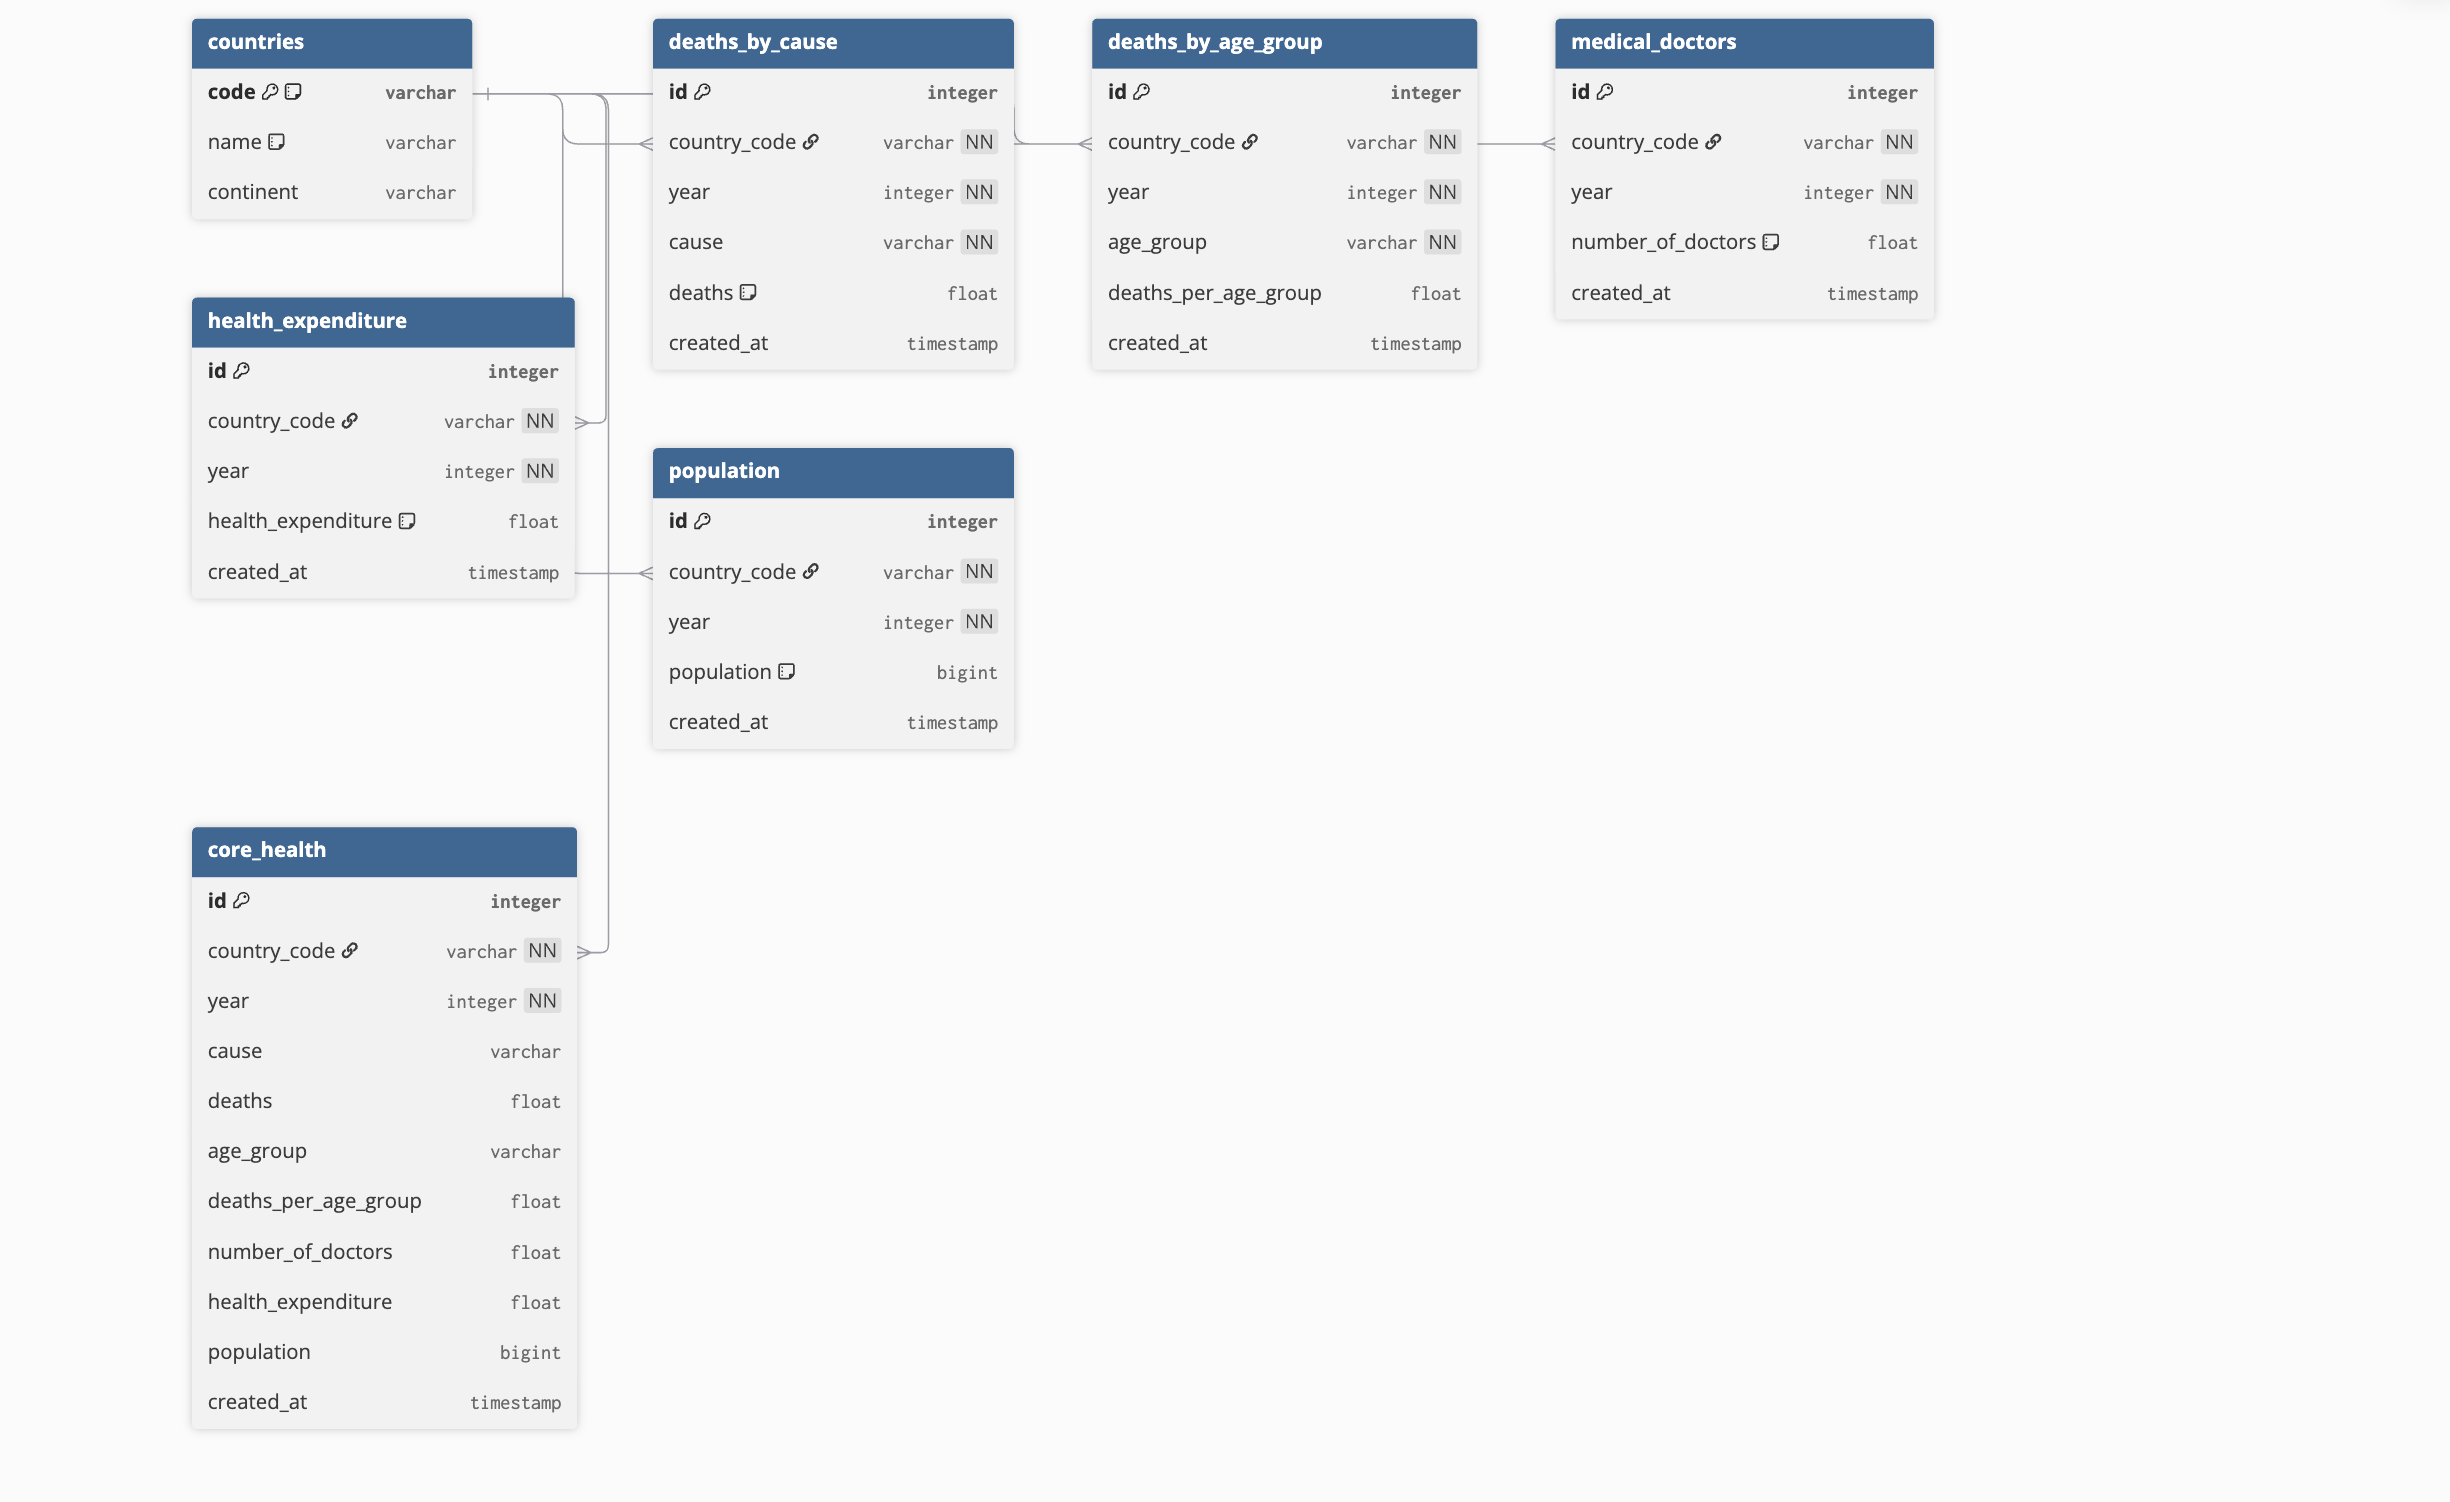 countries
code varchar
name varchar
continent varchar
deaths_by_cause
id integer
country_code varchar NN
year integer NN
cause varchar NN
deaths float
created_at timestamp
deaths_by_age_group
id integer
country_code varchar NN
year integer NN
age_group varchar NN
deaths_per_age_group float
created_at timestamp
medical_doctors
id integer
country_code varchar NN
year integer NN
number_of_doctors float
created_at timestamp
health_expenditure
id integer
country_code varchar NN
year integer NN
health_expenditure float
created_at timestamp
population
id integer
country_code varchar NN
year integer NN
population bigint
created_at timestamp
core_health
id integer
country_code varchar NN
year integer NN
cause varchar
deaths float
age_group varchar
deaths_per_age_group float
number_of_doctors float
health_expenditure float
population bigint
created_at timestamp